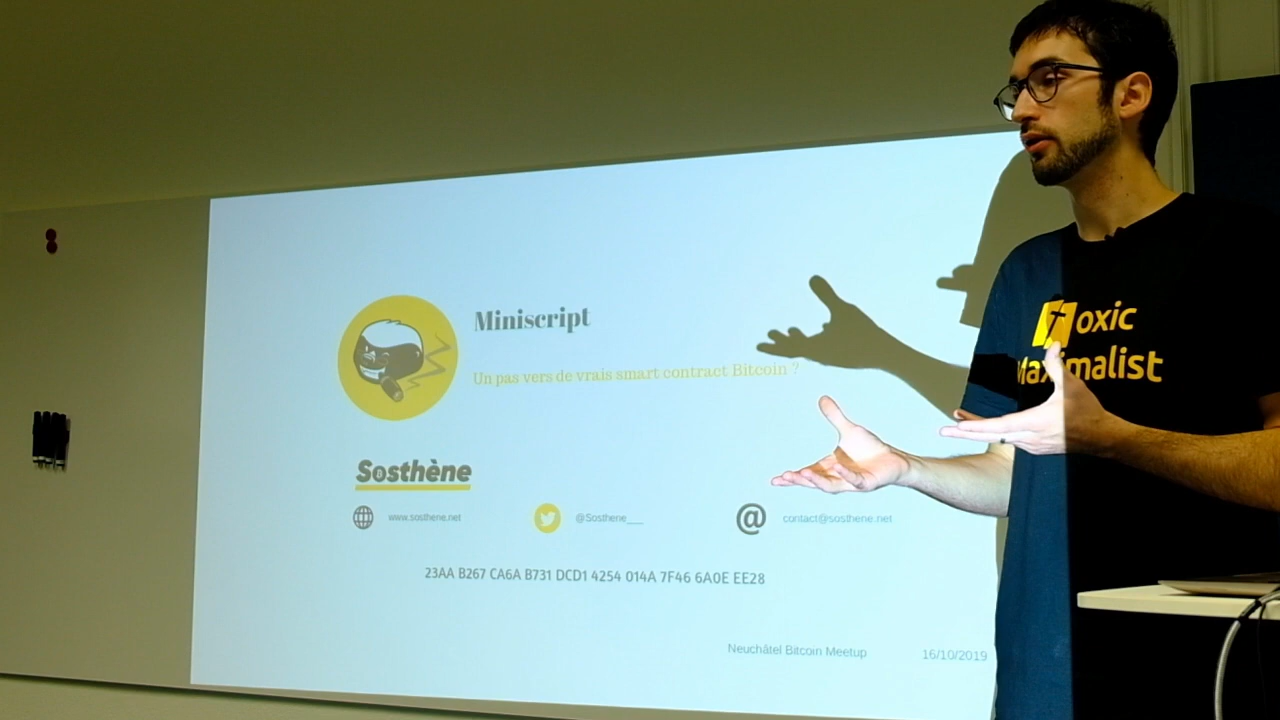 Miniscript
Un pas vers de vrais smart contract Bitcoin ?
Sosthène
www.sosthene.net
@Sosthene___
@
contact@sosthene.net
23AA B267 CA6A B731 DCD1 4254 014A 7F46 6A0E EE28
Neuchâtel Bitcoin Meetup
16/10/2019
toxic
Maximalist